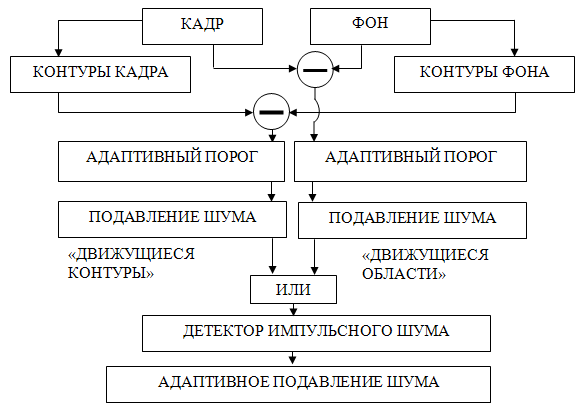 КАДР
ФОН
КОНТУРЫ КАДРА
КОНТУРЫ ФОНА
АДАПТИВНЫЙ ПОРОГ
АДАПТИВНЫЙ ПОРОГ
ПОДАВЛЕНИЕ ШУМА
ПОДАВЛЕНИЕ ШУМА
«ДВИЖУЩИЕСЯ
КОНТУРЫ»
«ДВИЖУЩИЕСЯ
ОБЛАСТИ»
ИЛИ
ДЕТЕКТОР ИМПУЛЬСНОГО ШУМА
АДАПТИВНОЕ ПОДАВЛЕНИЕ ШУМА